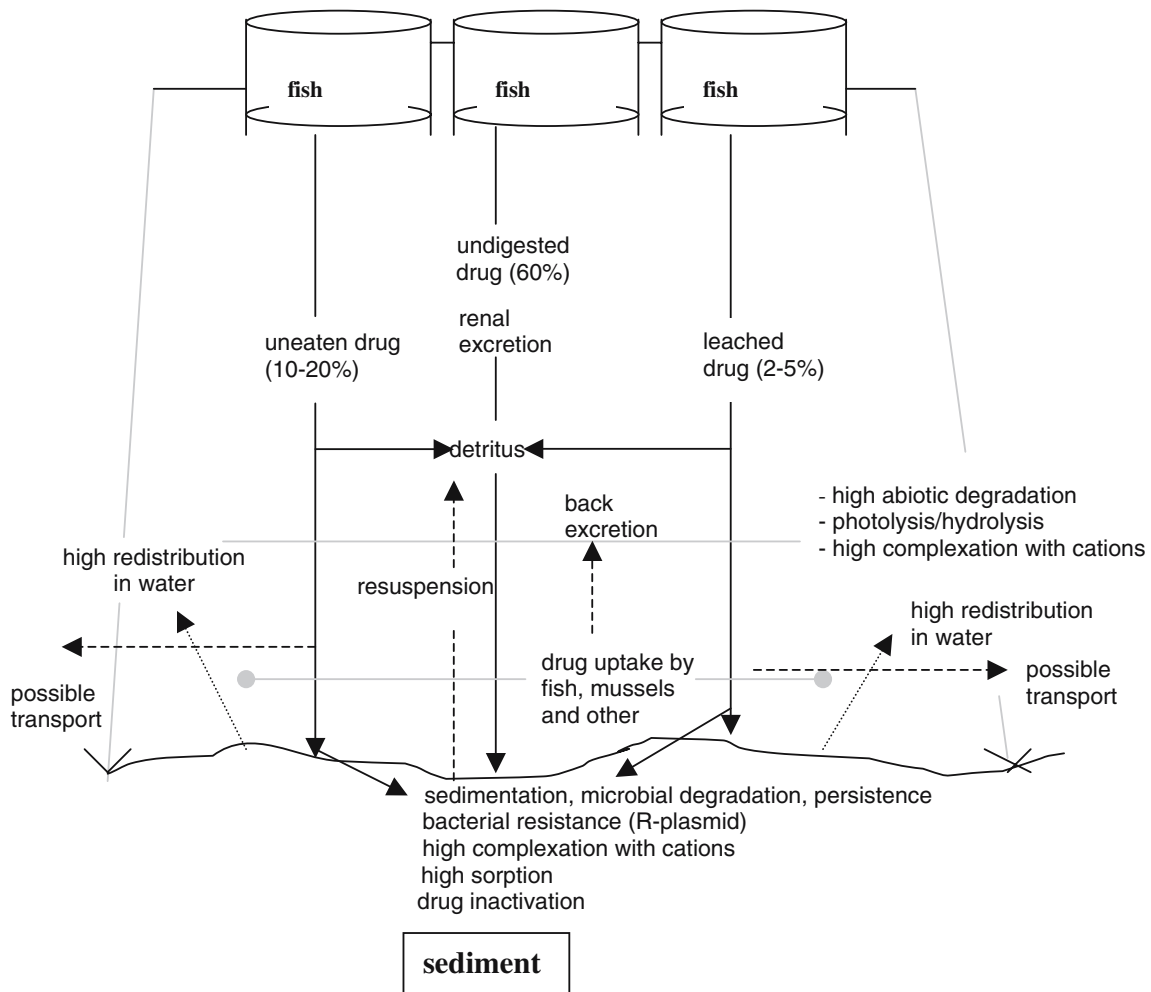 fish
fish
fish
undigested
drug (60%)
renal
excretion
uneaten drug
(10-20%)
leached
drug (2-5%)
detritus
back
excretion
- high abiotic degradation
- photolysis/hydrolysis
- high complexation with cations
high redistribution
in water
resuspension
high redistribution
in water
drug uptake by
fish, mussels
and other
possible
transport
possible
transport
sedimentation, microbial degradation, persistence
bacterial resistance (R-plasmid)
high complexation with cations
high sorption
drug inactivation
sediment